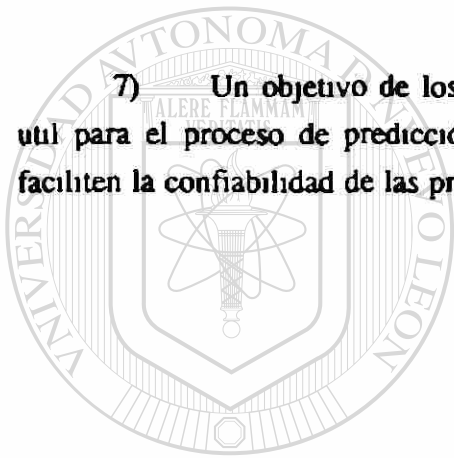 7) Un objetivo de los
util para el proceso de predicció
faciliten la confiabilidad de las pr
UNIVERSIDAD AUTONOMA DE NUEVO LEON
ALERE FLAMMAM
VERITATIS